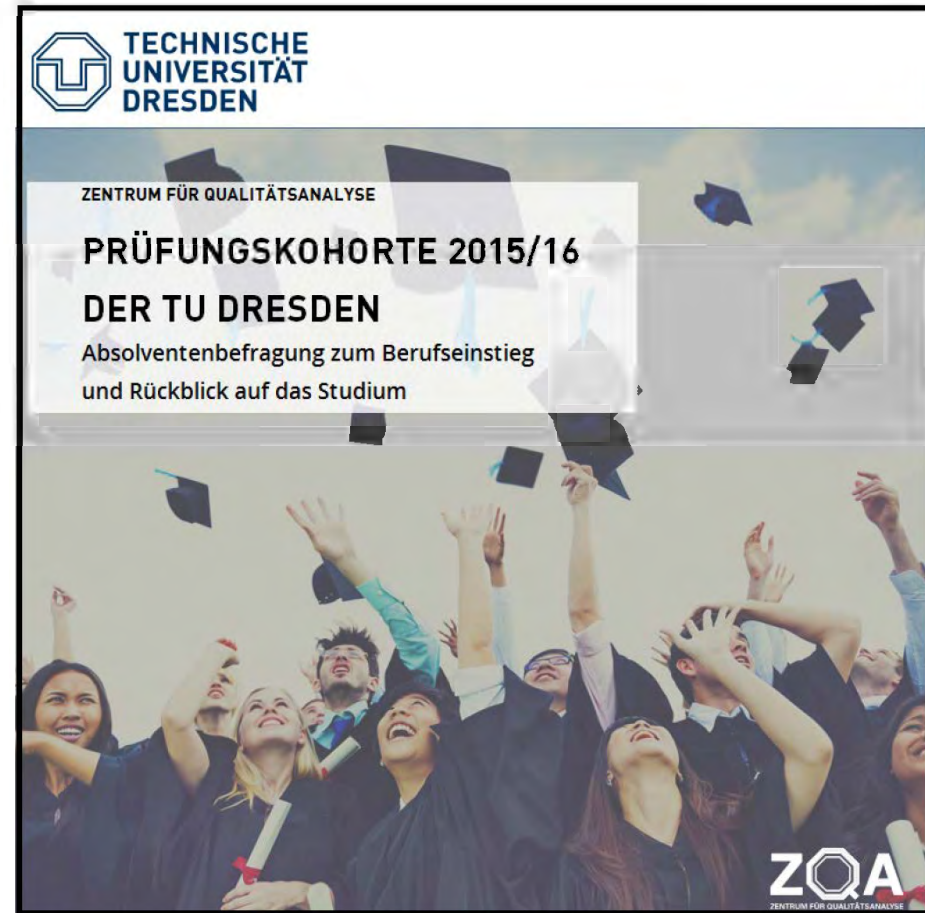 TECHNISCHE
UNIVERSITÄT
DRESDEN
ZENTRUM FÜR QUALITÄTSANALYSE
PRÜFUNGSKOHORTE 2015/16
DER TU DRESDEN
Absolventenbefragung zum Berufseinstieg
und Rückblick auf das Studium
ZQA
ZENTRUM FÜR QUALITÄTSANALYSE